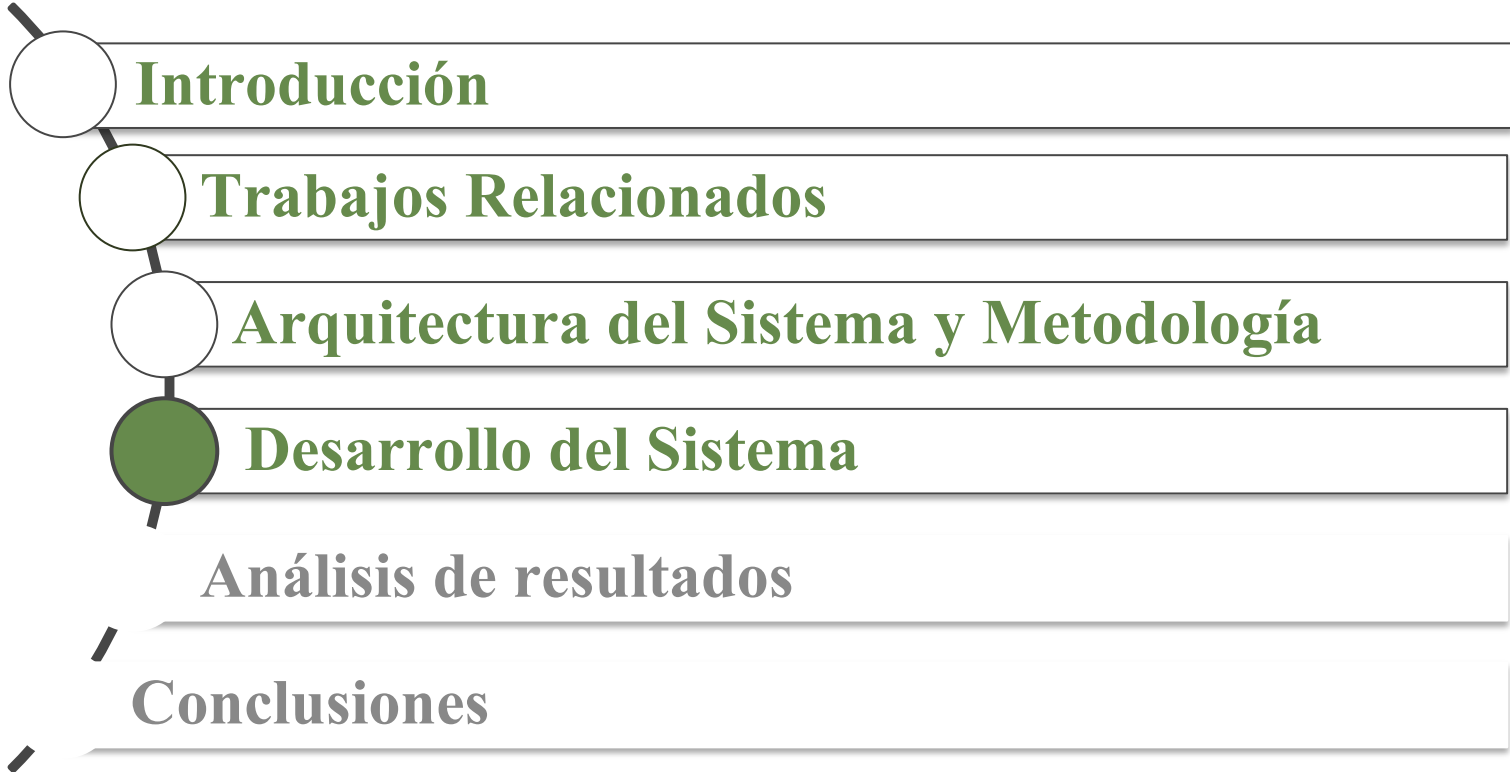 Introducción
Trabajos Relacionados
Arquitectura del Sistema y Metodología
Desarrollo del Sistema
Análisis de resultados
Conclusiones